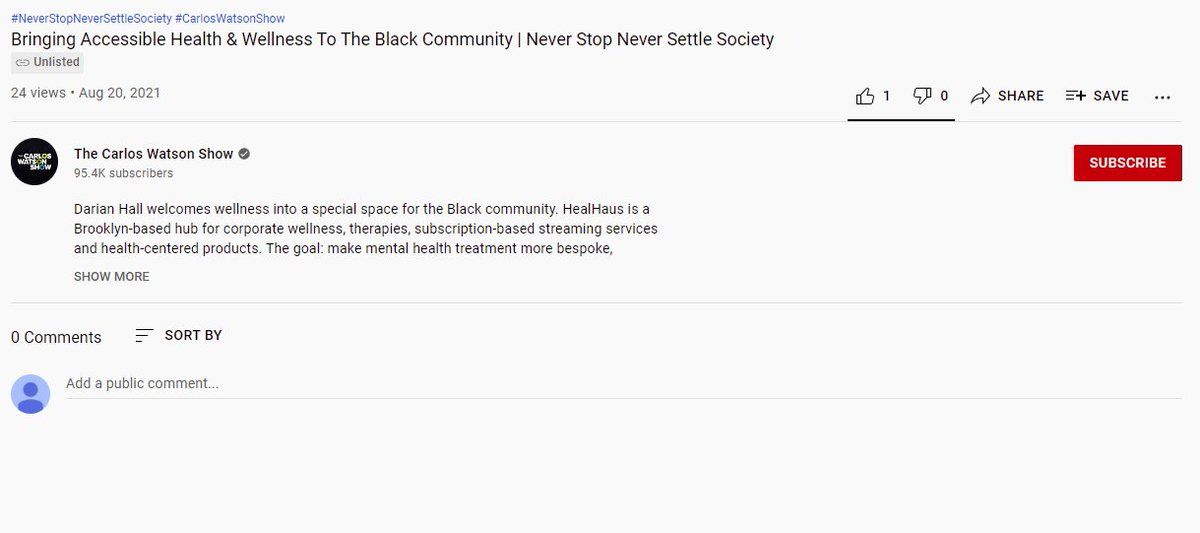 #NeverStopNeverSettleSociety #CarlosWatsonShow
Bringing Accessible Health & Wellness To The Black Community | Never Stop Never Settle Society
Unlisted
24 views • Aug 20, 2021
1 0 SHARE SAVE ...
THE CARLOS WATSON SHOW
The Carlos Watson Show
95.4K subscribers
SUBSCRIBE
Darian Hall welcomes wellness into a special space for the Black community. HealHaus is a
Brooklyn-based hub for corporate wellness, therapies, subscription-based streaming services
and health-centered products. The goal: make mental health treatment more bespoke,
SHOW MORE
0 Comments SORT BY
Add a public comment...